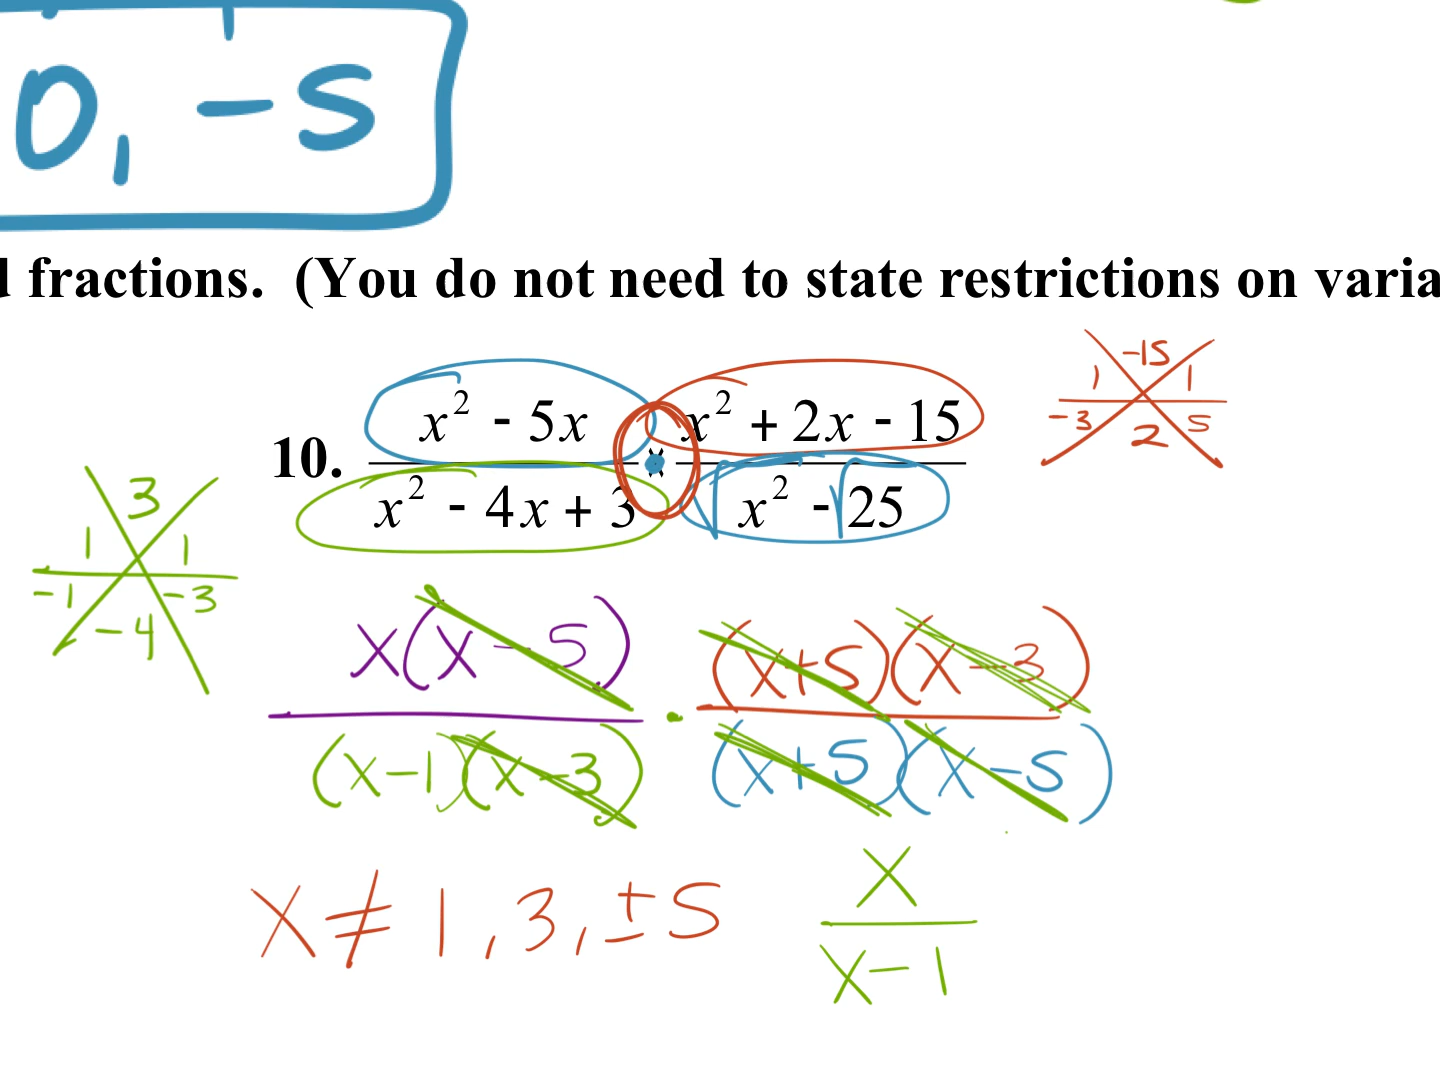 0, -5
fractions. (You do not need to state restrictions on
10. x² - 5x / x² - 4x + 3 · x² + 2x - 15 / x² - 25
-15
1 1
-3 5
2
3
1 1
-1 -3
-4
x(x-5) / (x-1)(x-3) · (x+5)(x-3) / (x+5)(x-5)
x ≠ 1, 3, ±5
x / x-1